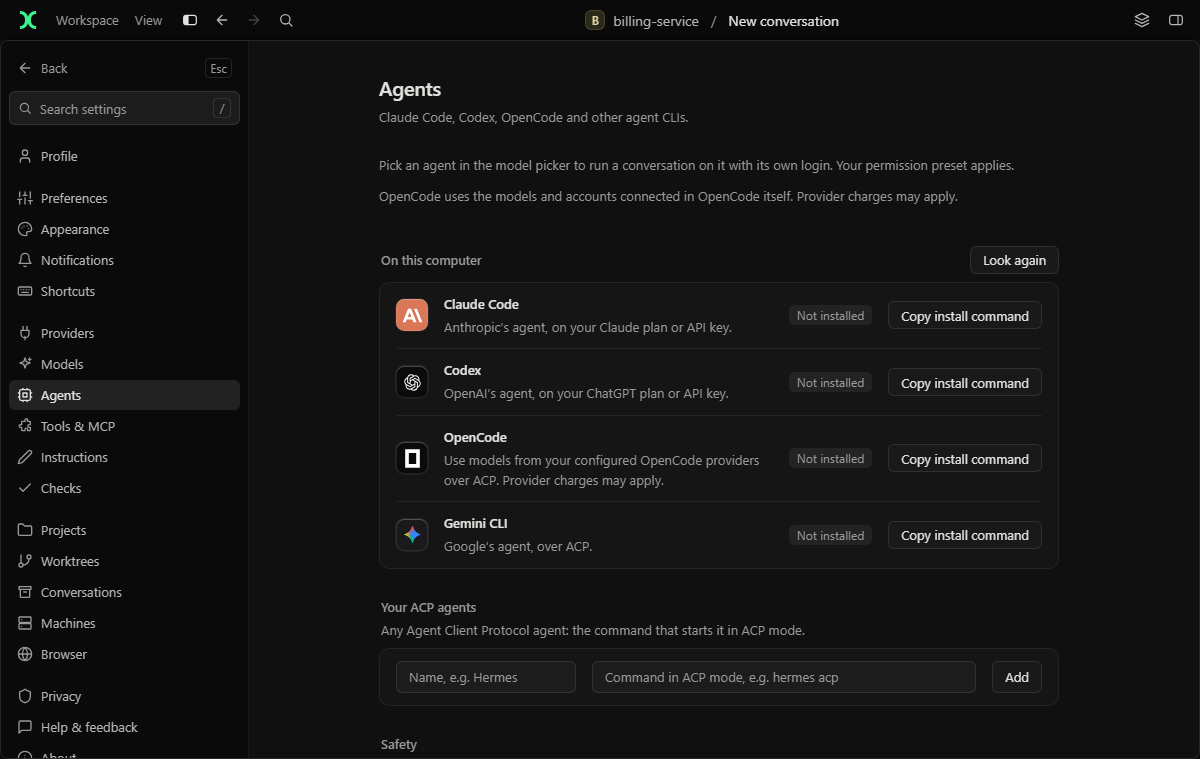 Workspace View B billing-service / New conversation
Back Esc
Search settings /
Profile
Preferences
Appearance
Notifications
Shortcuts
Providers
Models
Agents
Tools & MCP
Instructions
Checks
Projects
Worktrees
Conversations
Machines
Browser
Privacy
Help & feedback
About
Agents
Claude Code, Codex, OpenCode and other agent CLIs.
Pick an agent in the model picker to run a conversation on it with its own login. Your permission preset applies.
OpenCode uses the models and accounts connected in OpenCode itself. Provider charges may apply.
On this computer Look again
Claude Code
Anthropic's agent, on your Claude plan or API key.
Not installed Copy install command
Codex
OpenAI's agent, on your ChatGPT plan or API key.
Not installed Copy install command
OpenCode
Use models from your configured OpenCode providers
over ACP. Provider charges may apply.
Not installed Copy install command
Gemini CLI
Google's agent, over ACP.
Not installed Copy install command
Your ACP agents
Any Agent Client Protocol agent: the command that starts it in ACP mode.
Name, e.g. Hermes Command in ACP mode, e.g. hermes acp Add
Safety